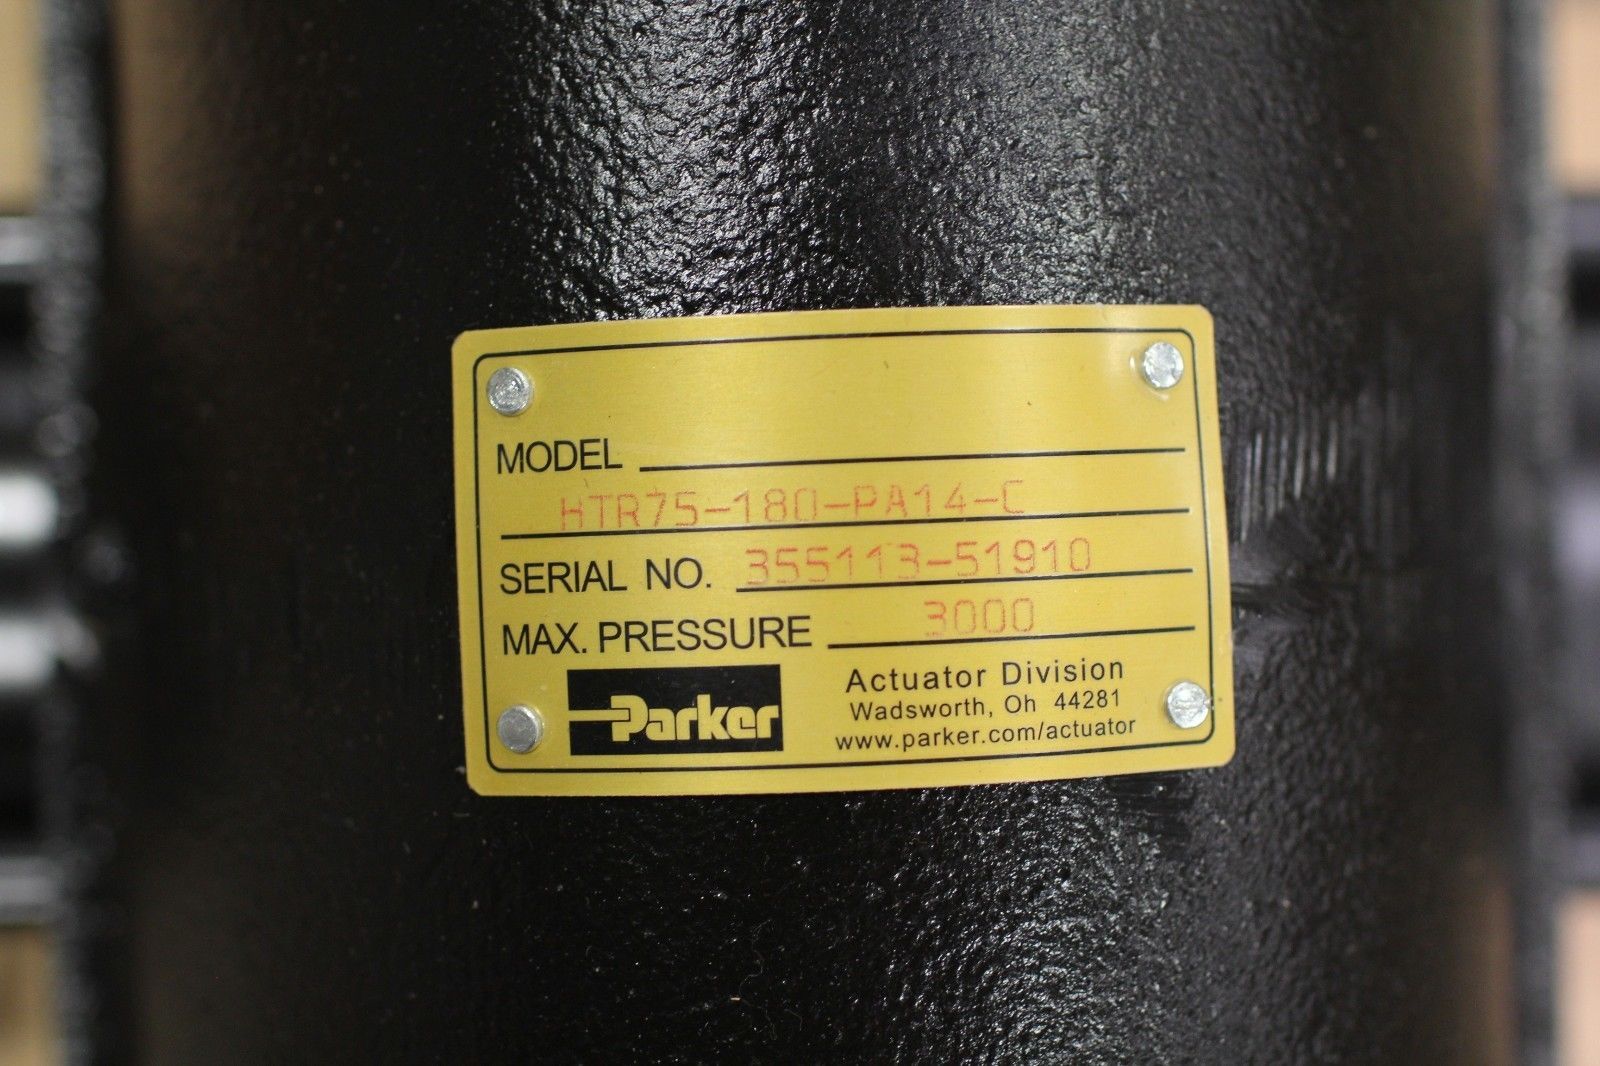 MODEL
HTR75-180-PA14-C
SERIAL NO. 355113-51910
MAX. PRESSURE 3000
Parker
Actuator Division
Wadsworth, Oh 44281
www.parker.com/actuator